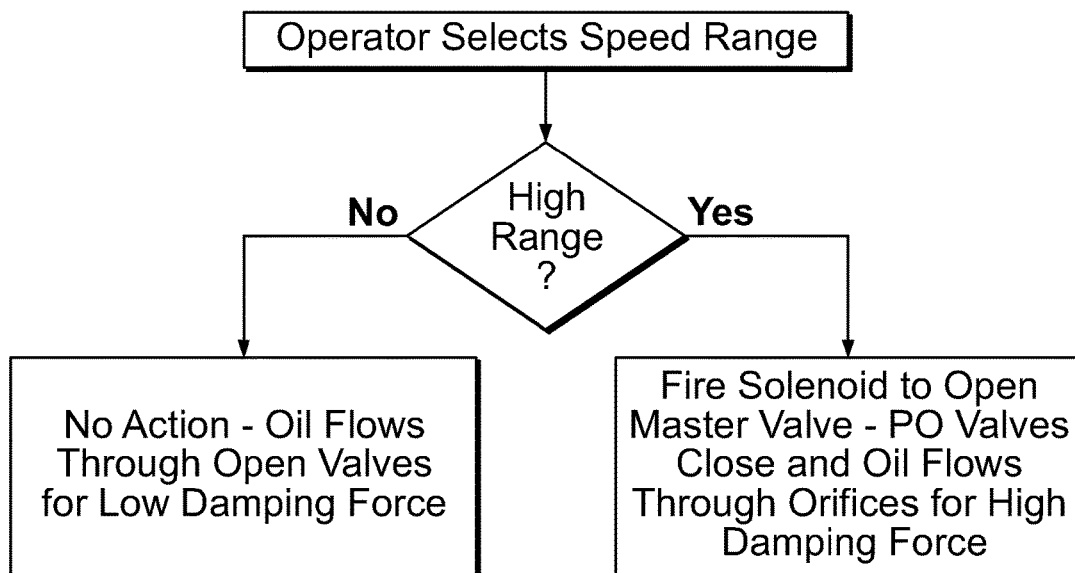 Operator Selects Speed Range
High
Range
?
No
Yes
No Action - Oil Flows
Through Open Valves
for Low Damping Force
Fire Solenoid to Open
Master Valve - PO Valves
Close and Oil Flows
Through Orifices for High
Damping Force